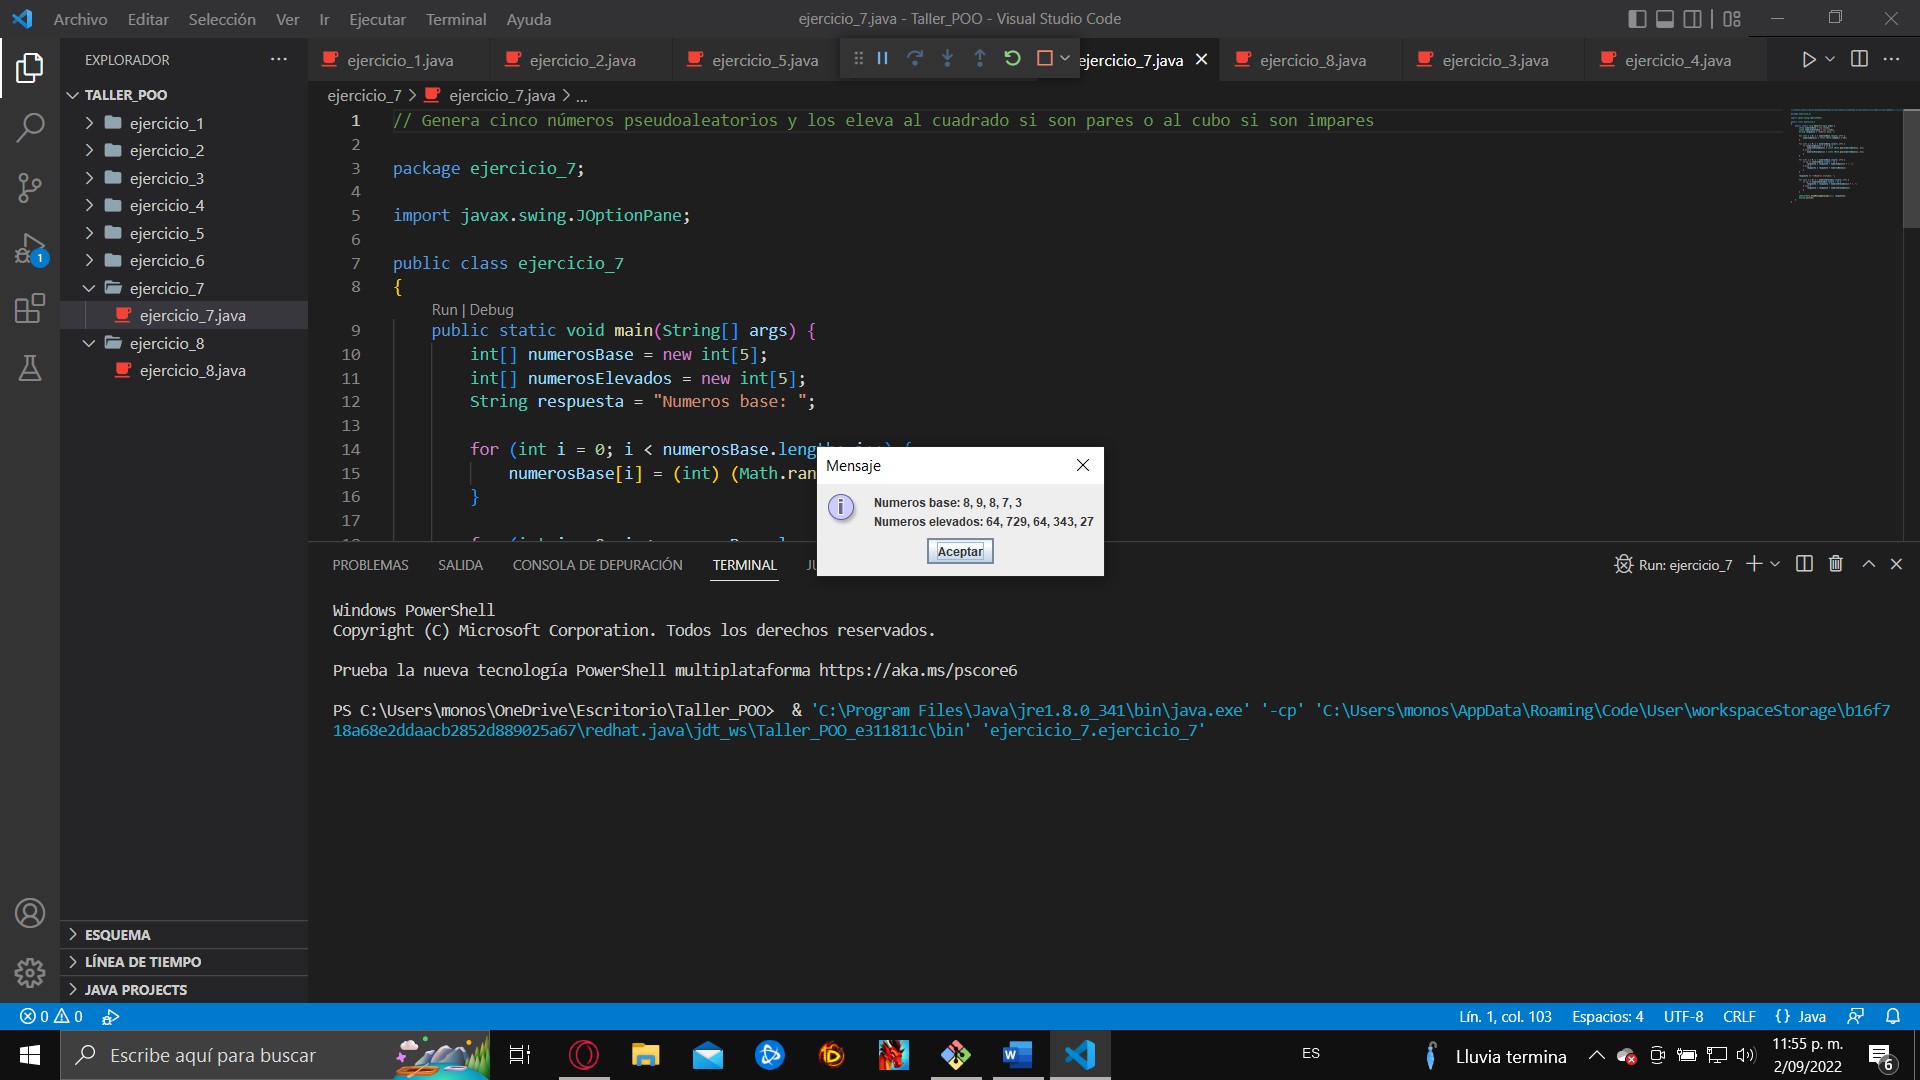 Archivo Editar Selección Ver Ir Ejecutar Terminal Ayuda
ejercicio_7.java - Taller_POO - Visual Studio Code
EXPLORADOR
TALLER_POO
ejercicio_1
ejercicio_2
ejercicio_3
ejercicio_4
ejercicio_5
ejercicio_6
ejercicio_7
ejercicio_7.java
ejercicio_8
ejercicio_8.java
1
ESQUEMA
LÍNEA DE TIEMPO
JAVA PROJECTS
ejercicio_1.java ejercicio_2.java ejercicio_5.java ejercicio_7.java ejercicio_8.java ejercicio_3.java ejercicio_4.java
ejercicio_7 > ejercicio_7.java > ...
1 // Genera cinco números pseudoaleatorios y los eleva al cuadrado si son pares o al cubo si son impares
2
3 package ejercicio_7;
4
5 import javax.swing.JOptionPane;
6
7 public class ejercicio_7
8 {
Run | Debug
9 public static void main(String[] args) {
10 int[] numerosBase = new int[5];
11 int[] numerosElevados = new int[5];
12 String respuesta = "Numeros base: ";
13
14 for (int i = 0; i < numerosBase.length
15 numerosBase[i] = (int) (Math.ran
16 }
17
Mensaje
Numeros base: 8, 9, 8, 7, 3
Numeros elevados: 64, 729, 64, 343, 27
Aceptar
PROBLEMAS SALIDA CONSOLA DE DEPURACIÓN TERMINAL JU
Run: ejercicio_7
Windows PowerShell
Copyright (C) Microsoft Corporation. Todos los derechos reservados.
Prueba la nueva tecnología PowerShell multiplataforma https://aka.ms/pscore6
PS C:\Users\monos\OneDrive\Escritorio\Taller_POO> & 'C:\Program Files\Java\jre1.8.0_341\bin\java.exe' '-cp' 'C:\Users\monos\AppData\Roaming\Code\User\workspaceStorage\b16f7
18a68e2ddaacb2852d889025a67\redhat.java\jdt_ws\Taller_POO_e311811c\bin' 'ejercicio_7.ejercicio_7'
0 0
Lín. 1, col. 103 Espacios: 4 UTF-8 CRLF {} Java
Escribe aquí para buscar
ES
Lluvia termina
11:55 p. m.
2/09/2022
6